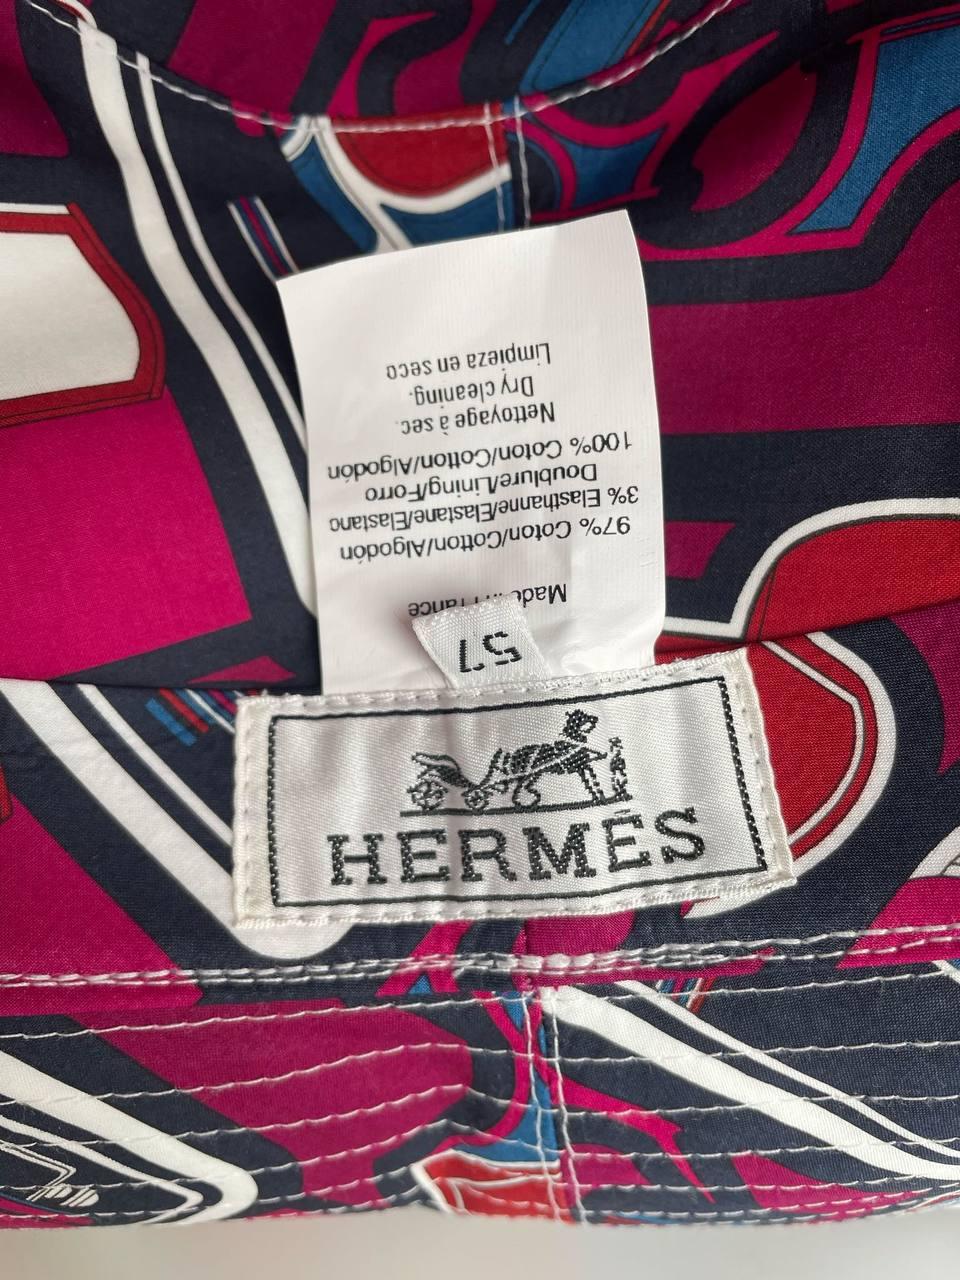 HERMÈS
57
Made in France
97% Coton/Cotton/Algodón
3% Elasthanne/Elastane/Elastano
Doublure/Lining/Forro
100% Coton/Cotton/Algodón
Nettoyage à sec.
Dry cleaning.
Limpieza en seco